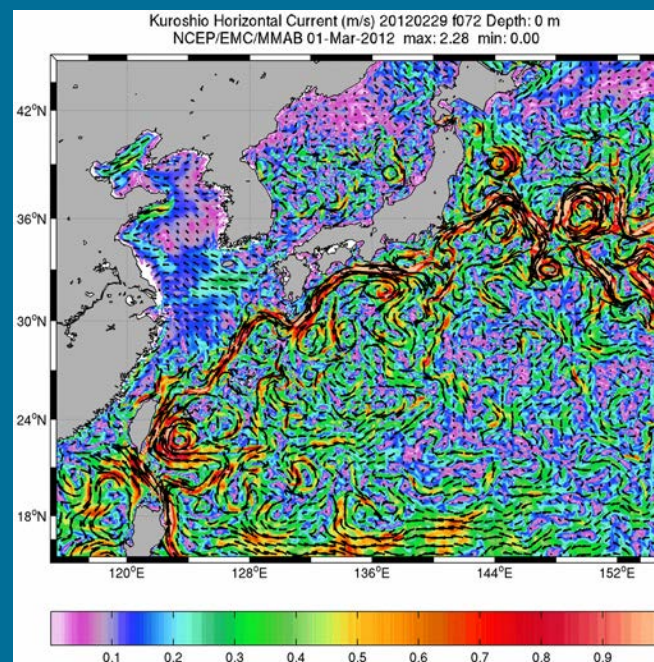 Kuroshio Horizontal Current (m/s) 20120229 f072 Depth: 0 m
NCEP/EMC/MMAB 01-Mar-2012 max: 2.28 min: 0.00
42°N
36°N
30°N
24°N
18°N
120°E 128°E 136°E 144°E 152°E
0.1 0.2 0.3 0.4 0.5 0.6 0.7 0.8 0.9